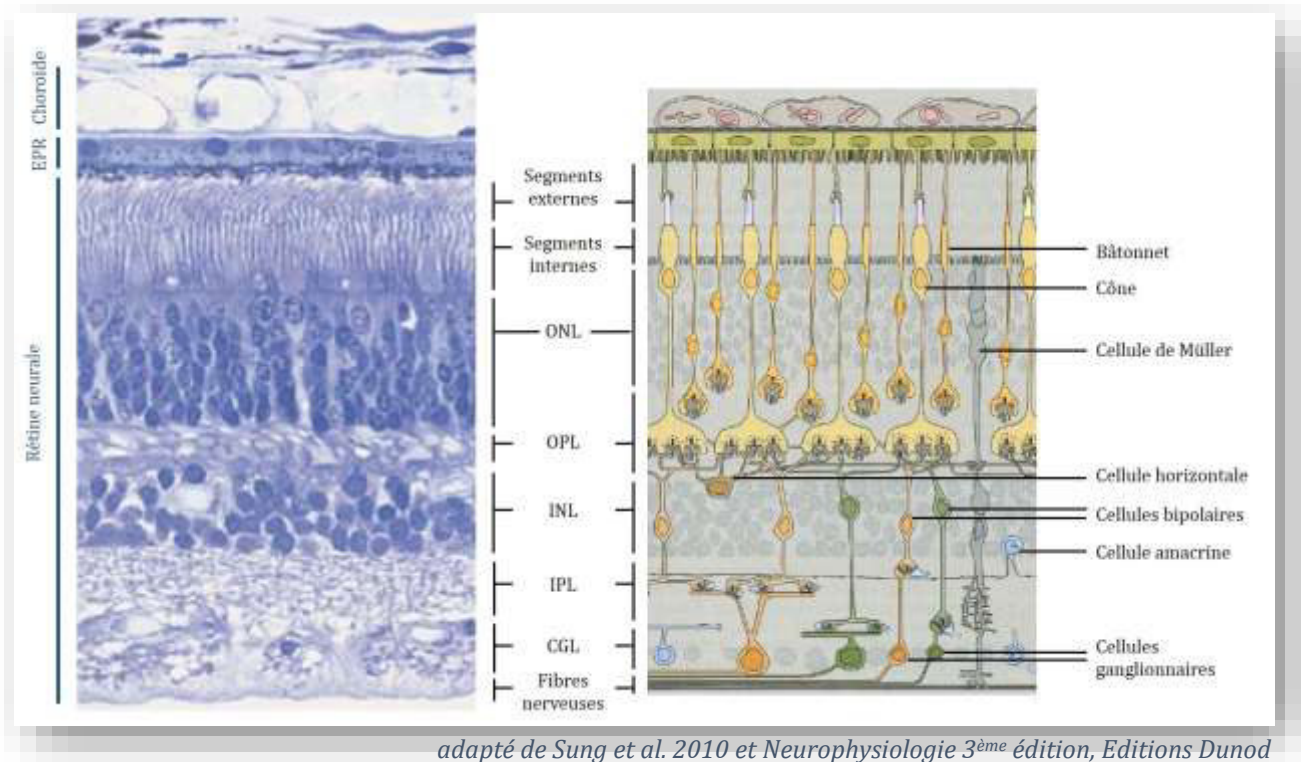 Choroïde
EPR
Rétine neurale
Segments
externes
Segments
internes
ONL
OPL
INL
IPL
CGL
Fibres
nerveuses
Bâtonnet
Cône
Cellule de Müller
Cellule horizontale
Cellules bipolaires
Cellule amacrine
Cellules
ganglionnaires
adapté de Sung et al. 2010 et Neurophysiologie 3ème édition, Editions Dunod